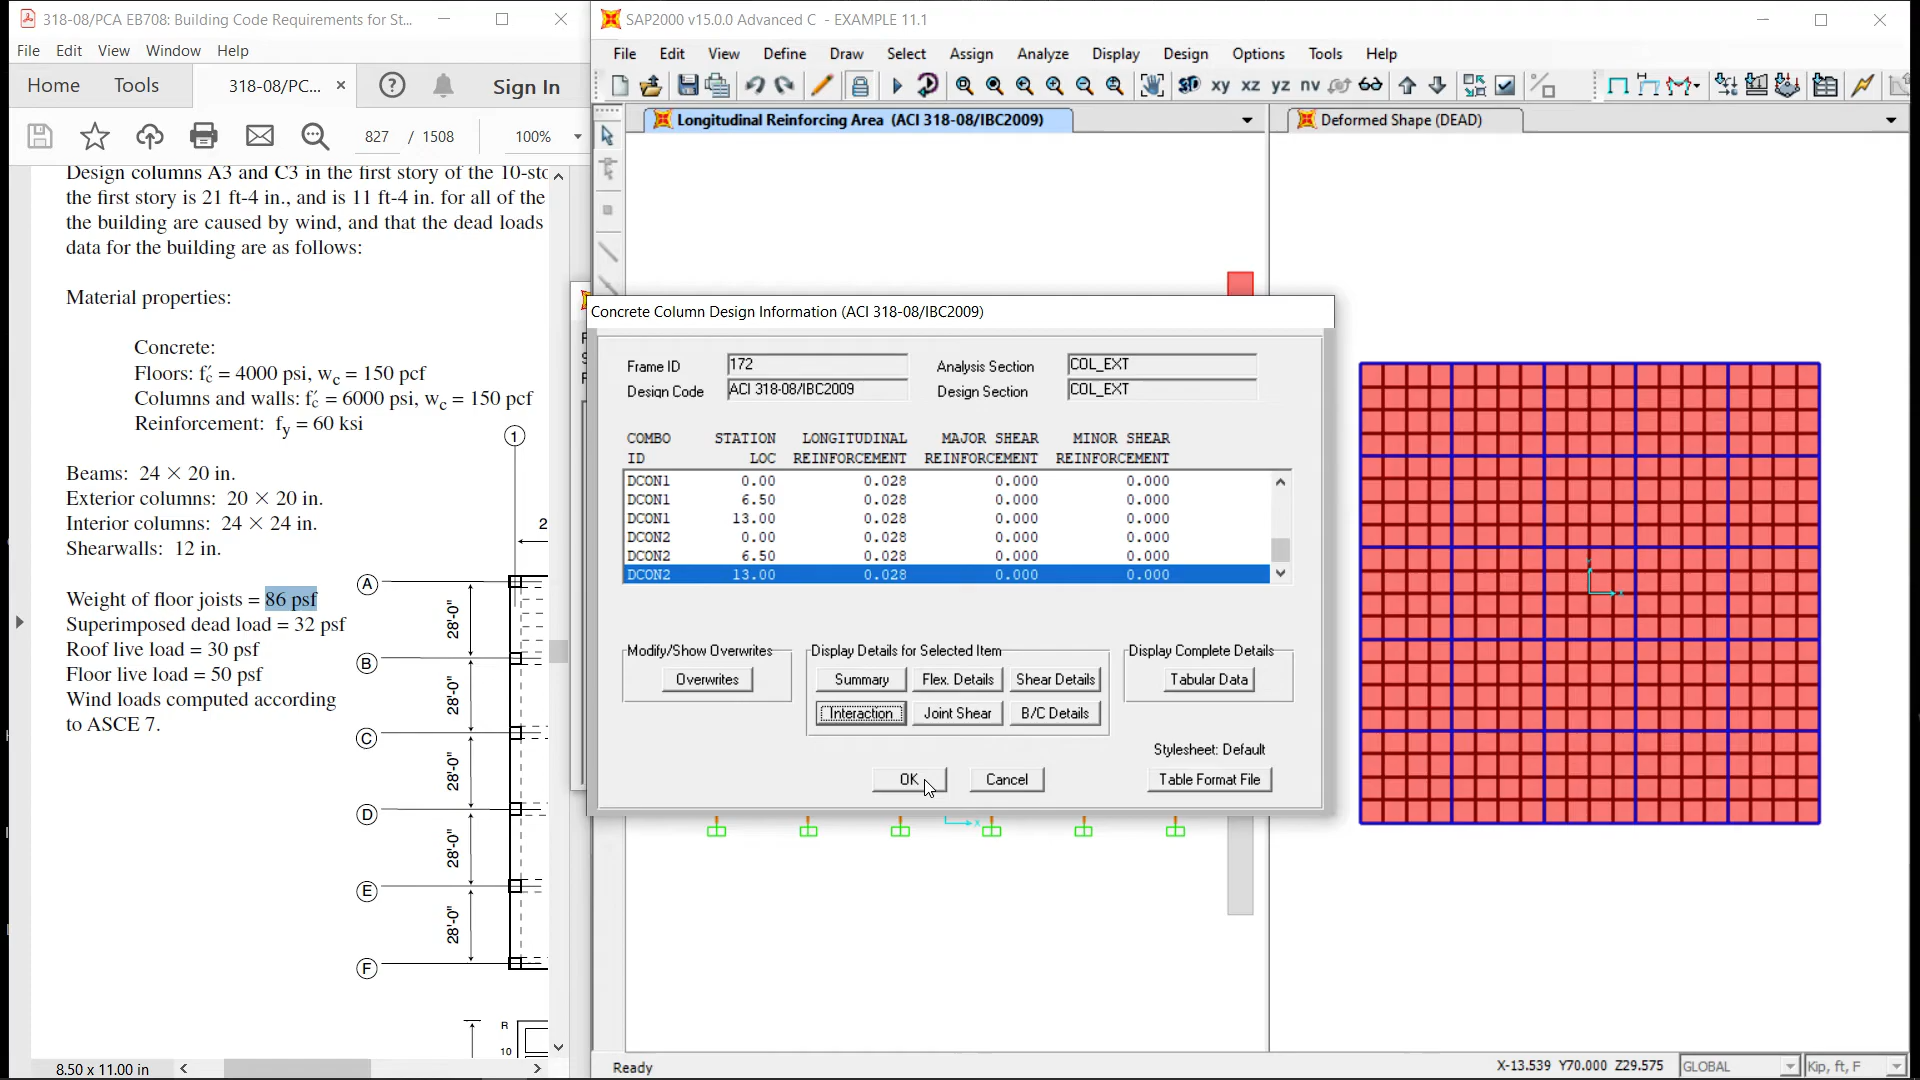 318-08/PCA EB708: Building Code Requirements for St...
File Edit View Window Help
Home Tools 318-08/PC... × Sign In
827 / 1508 100%
Design columns A3 and C3 in the first story of the 10-sto
the first story is 21 ft-4 in., and is 11 ft-4 in. for all of the
the building are caused by wind, and that the dead loads
data for the building are as follows:
Material properties:
Concrete:
Floors: f′c = 4000 psi, wc = 150 pcf
Columns and walls: f′c = 6000 psi, wc = 150 pcf
Reinforcement: fy = 60 ksi
Beams: 24 × 20 in.
Exterior columns: 20 × 20 in.
Interior columns: 24 × 24 in.
Shearwalls: 12 in.
Weight of floor joists = 86 psf
Superimposed dead load = 32 psf
Roof live load = 30 psf
Floor live load = 50 psf
Wind loads computed according
to ASCE 7.
1
2
A
28'-0"
B
28'-0"
C
28'-0"
D
28'-0"
E
28'-0"
F
R
10
8.50 x 11.00 in
SAP2000 v15.0.0 Advanced C - EXAMPLE 11.1
File Edit View Define Draw Select Assign Analyze Display Design Options Tools Help
xy xz yz nv
Longitudinal Reinforcing Area (ACI 318-08/IBC2009)
Deformed Shape (DEAD)
Concrete Column Design Information (ACI 318-08/IBC2009)
Frame ID 172 Analysis Section COL_EXT
Design Code ACI 318-08/IBC2009 Design Section COL_EXT
COMBO STATION LONGITUDINAL MAJOR SHEAR MINOR SHEAR
ID LOC REINFORCEMENT REINFORCEMENT REINFORCEMENT
DCON1 0.00 0.028 0.000 0.000
DCON1 6.50 0.028 0.000 0.000
DCON1 13.00 0.028 0.000 0.000
DCON2 0.00 0.028 0.000 0.000
DCON2 6.50 0.028 0.000 0.000
DCON2 13.00 0.028 0.000 0.000
Modify/Show Overwrites Display Details for Selected Item Display Complete Details
Overwrites Summary Flex. Details Shear Details Tabular Data
Interaction Joint Shear B/C Details
Stylesheet: Default
OK Cancel Table Format File
Ready X-13.539 Y70.000 Z29.575 GLOBAL Kip, ft, F